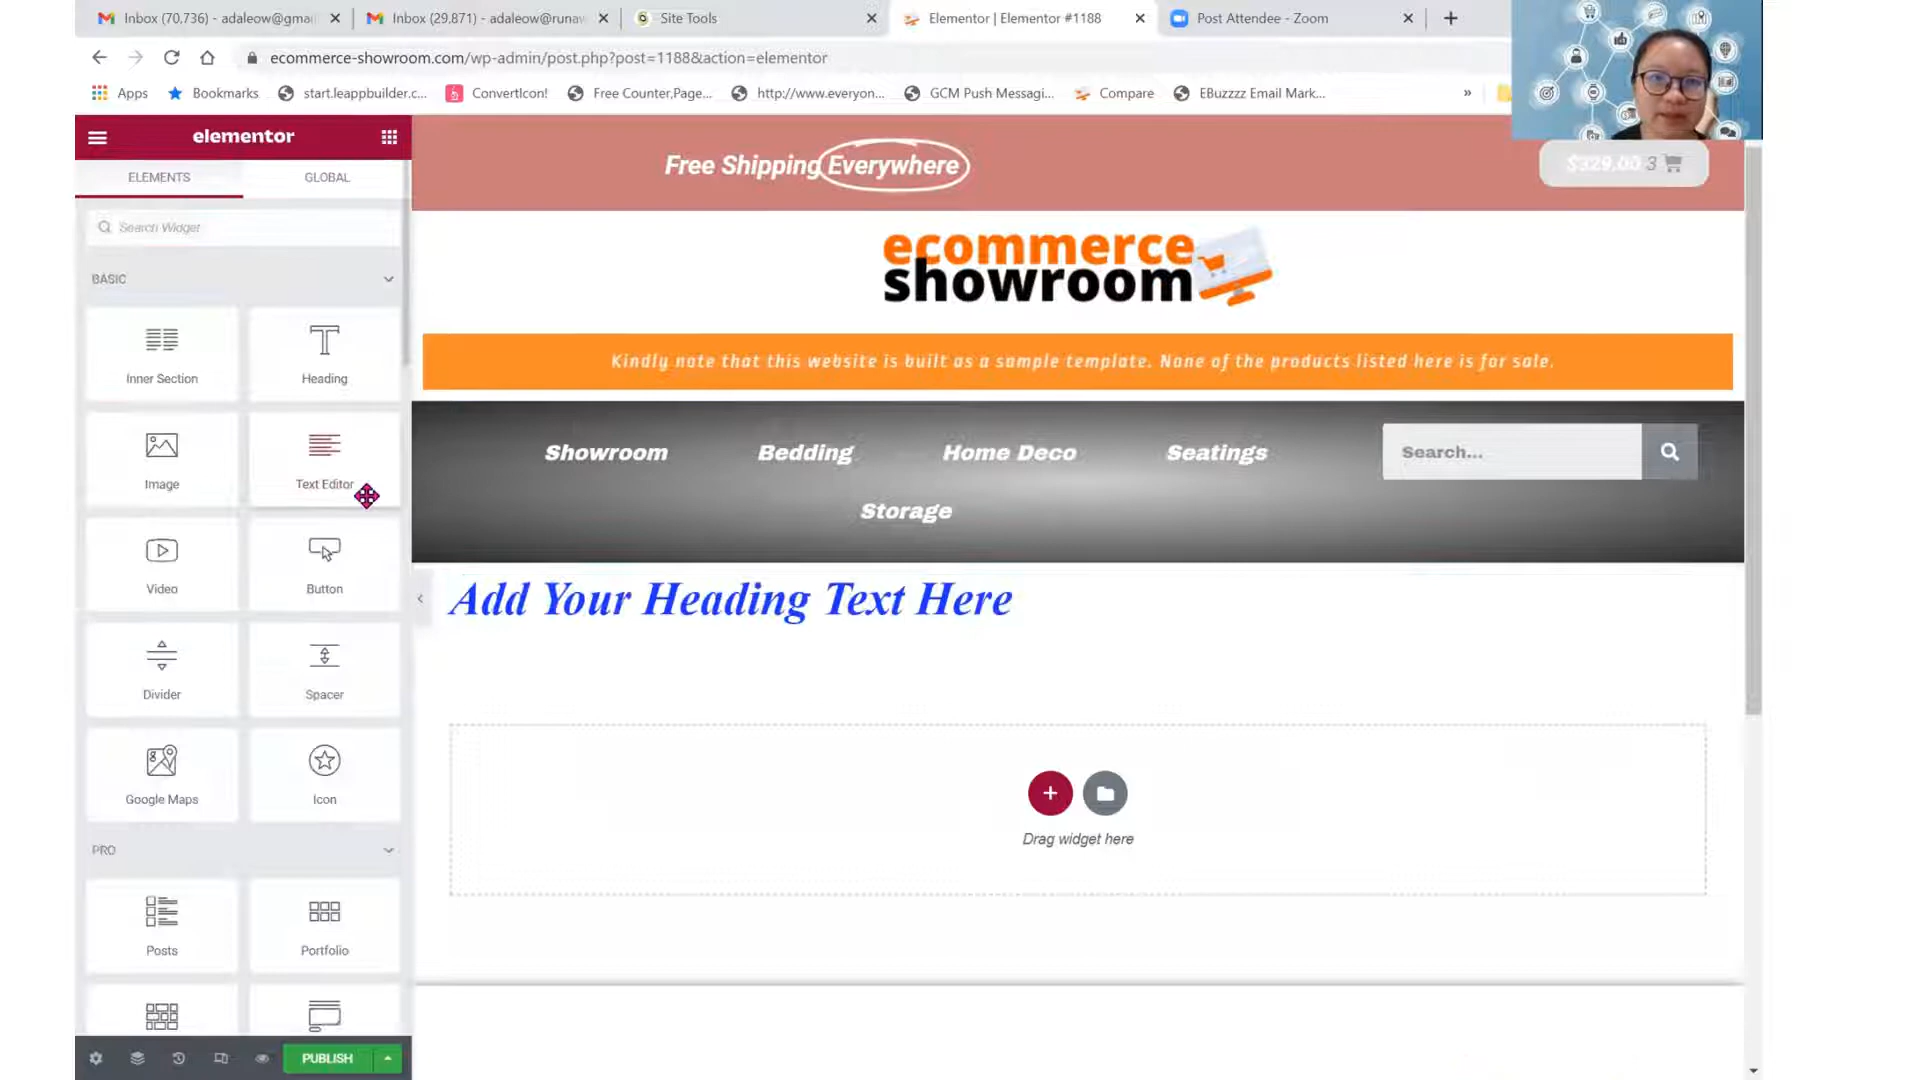 Inbox (70,736) - adaleow@gmai
Inbox (29,871) - adaleow@runaw
Site Tools
Elementor | Elementor #1188
Post Attendee - Zoom
ecommerce-showroom.com/wp-admin/post.php?post=1188&action=elementor
Apps
Bookmarks
start.leappbuilder.c...
ConvertIcon!
Free Counter,Page...
http://www.everyon...
GCM Push Messagi...
Compare
EBuzzzz Email Mark...
elementor
ELEMENTS
GLOBAL
Search Widget
BASIC
Inner Section
Heading
Image
Text Editor
Video
Button
Divider
Spacer
Google Maps
Icon
PRO
Posts
Portfolio
PUBLISH
Free Shipping Everywhere
$329.00 3
ecommerce
showroom
Kindly note that this website is built as a sample template. None of the products listed here is for sale.
Showroom
Bedding
Home Deco
Seatings
Storage
Search...
Add Your Heading Text Here
Drag widget here